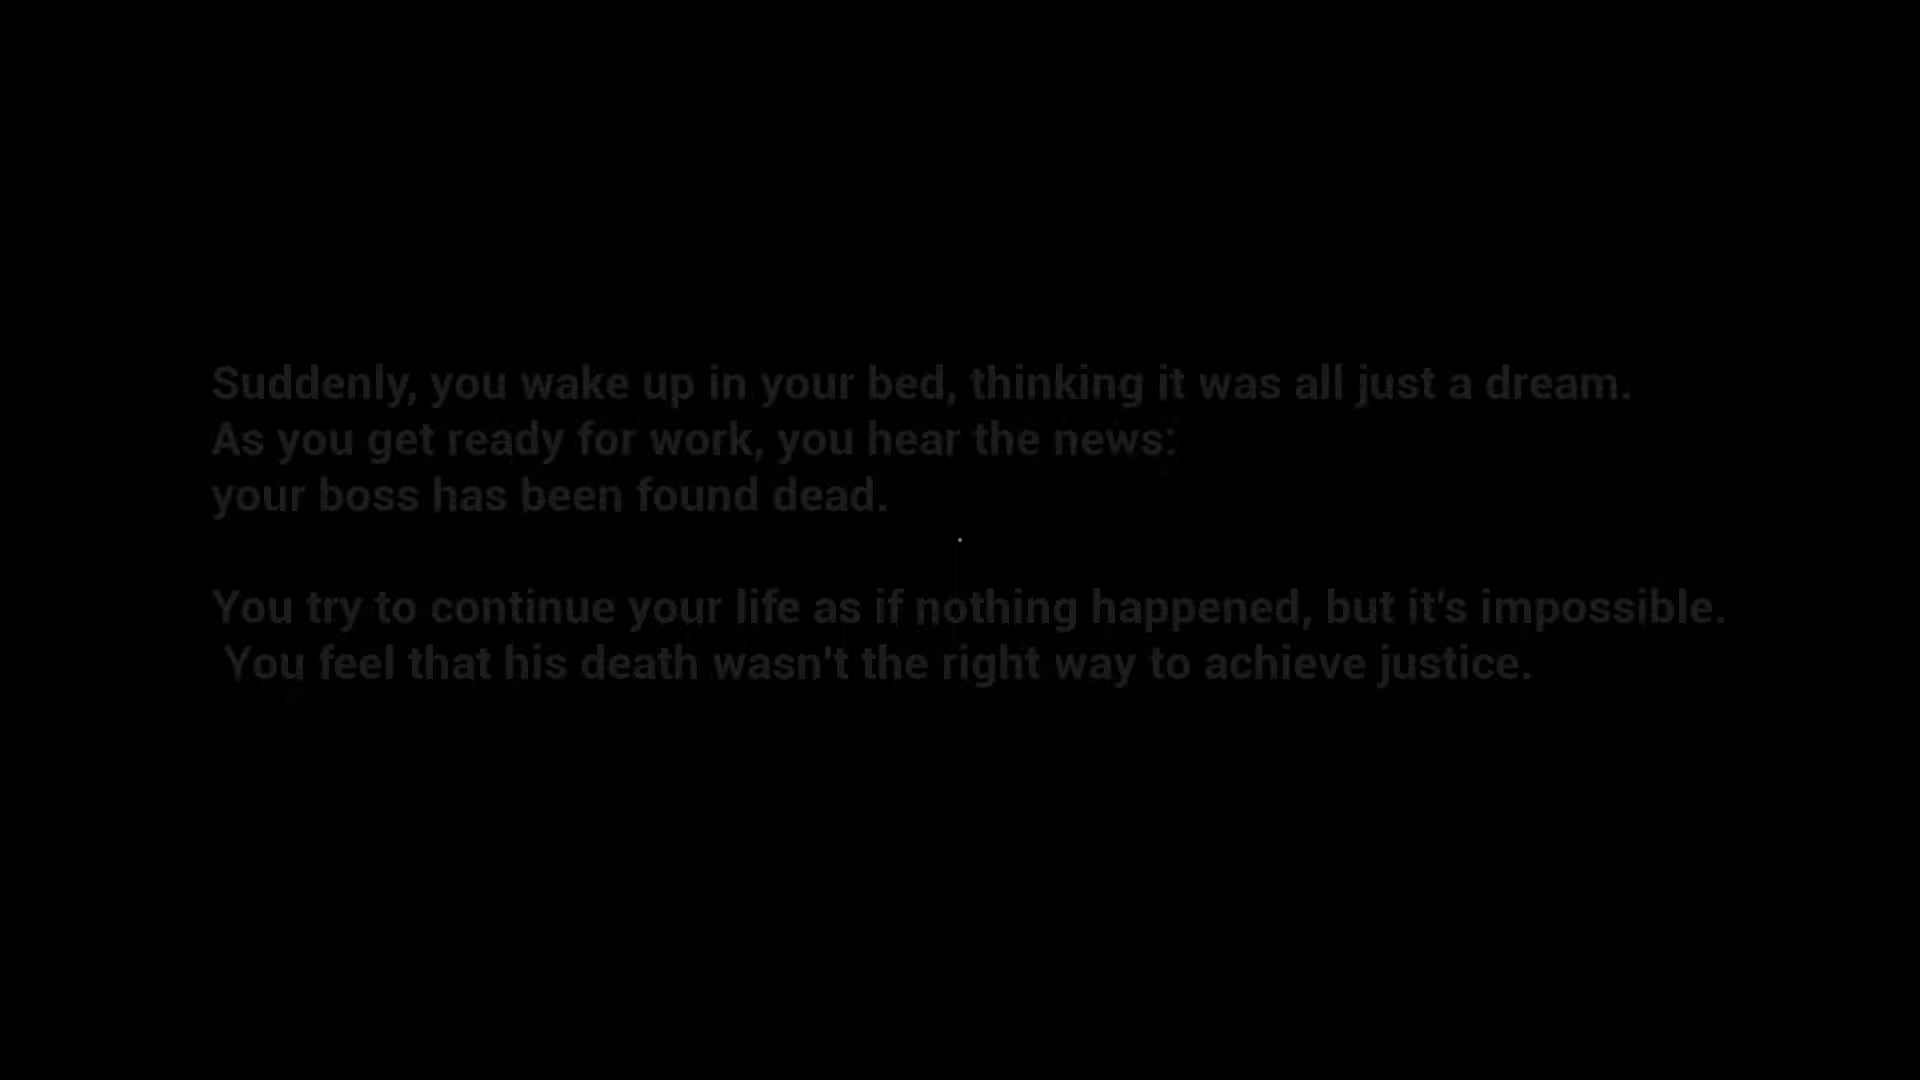 Suddenly, you wake up in your bed, thinking it was all just a dream.
As you get ready for work, you hear the news:
your boss has been found dead.
You try to continue your life as if nothing happened, but it's impossible.
You feel that his death wasn't the right way to achieve justice.